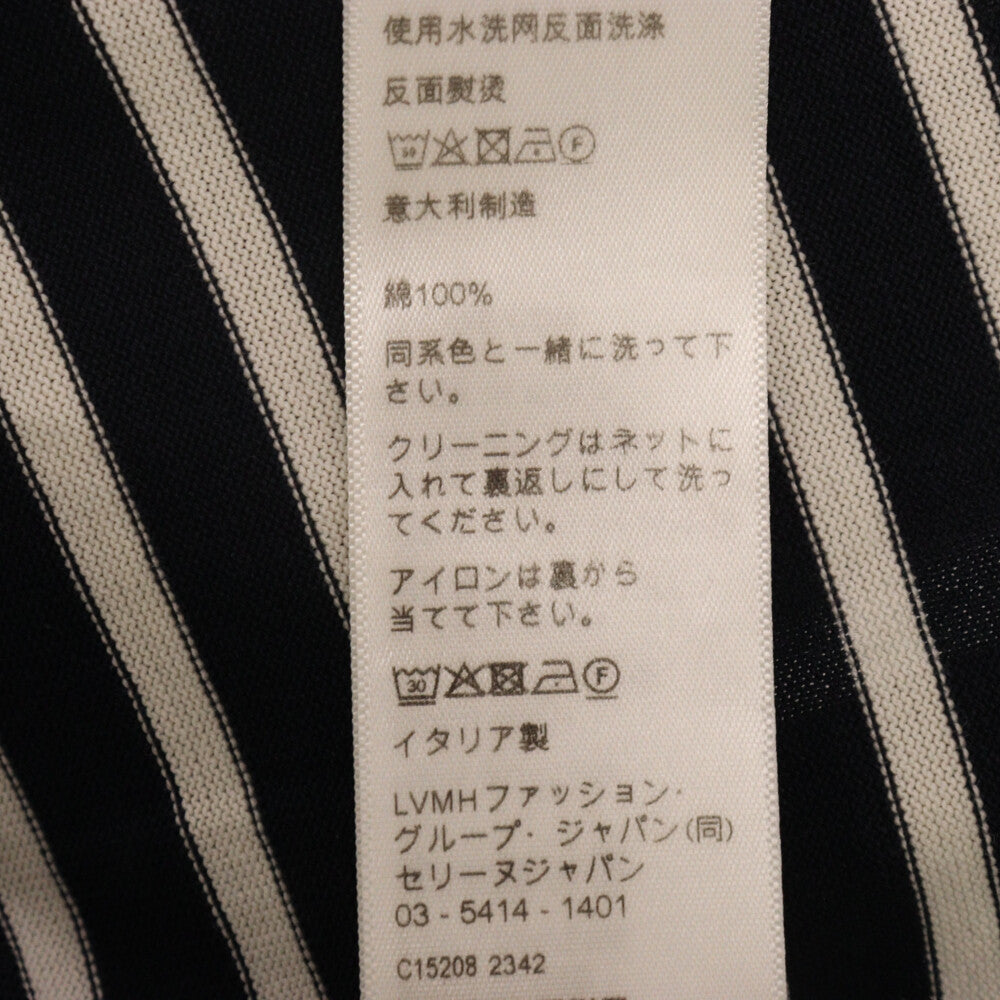 使用水洗网反面洗涤
反面熨烫
30 F
意大利制造
綿100%
同系色と一緒に洗って下
さい。
クリーニングはネットに
入れて裏返しにして洗っ
てください。
アイロンは裏から
当てて下さい。
30 F
イタリア製
LVMHファッション・
グループ・ジャパン(同)
セリーヌジャパン
03 - 5414 - 1401
C15208 2342